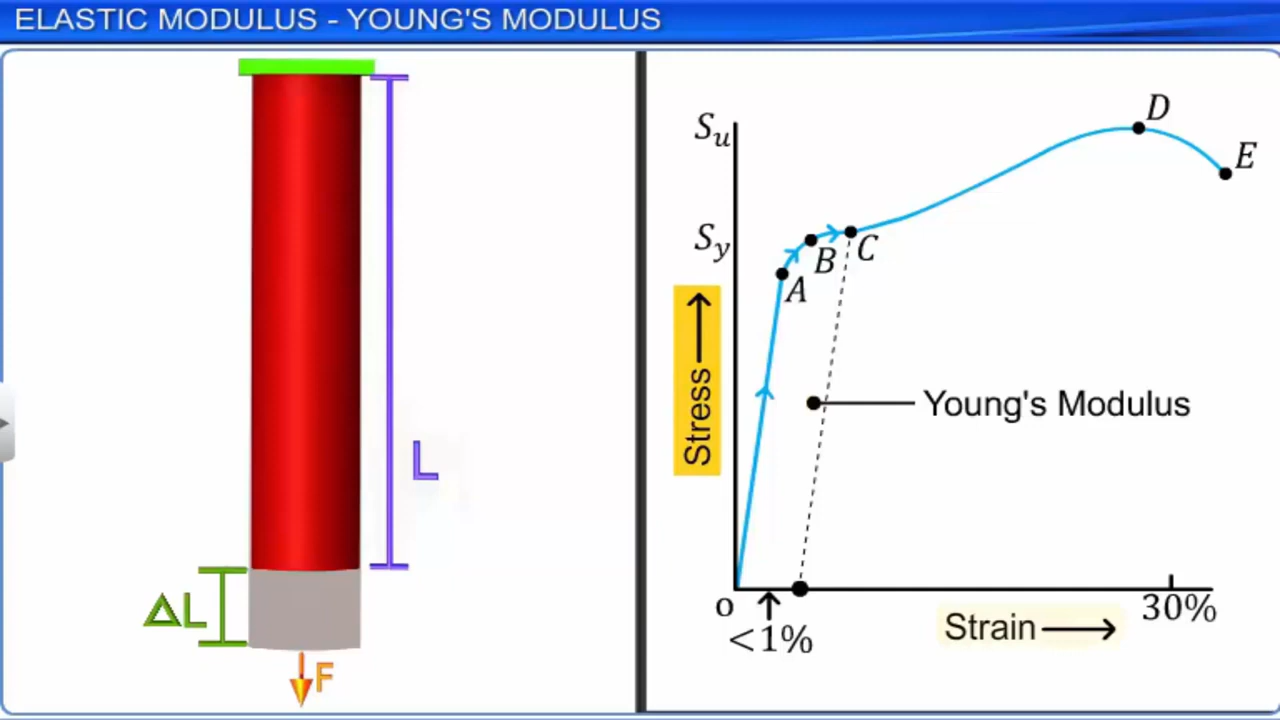 ELASTIC MODULUS - YOUNG'S MODULUS
L
ΔL
F
Su
Sy
Stress
A
B
C
D
E
Young's Modulus
o
<1%
30%
Strain